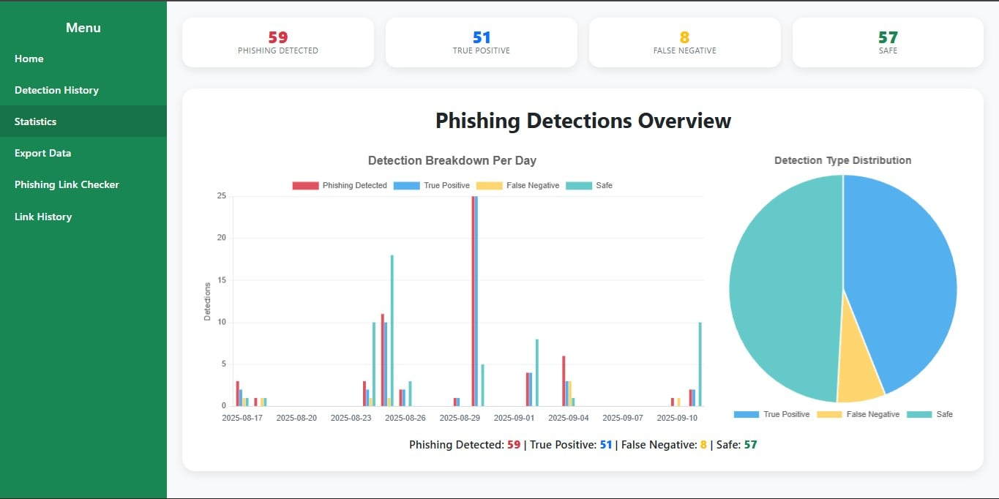 Menu
Home
Detection History
Statistics
Export Data
Phishing Link Checker
Link History
59
PHISHING DETECTED
51
TRUE POSITIVE
8
FALSE NEGATIVE
57
SAFE
Phishing Detections Overview
Detection Breakdown Per Day
Phishing Detected True Positive False Negative Safe
25
20
15
10
5
0
Detections
2025-08-17 2025-08-20 2025-08-23 2025-08-26 2025-08-29 2025-09-01 2025-09-04 2025-09-07 2025-09-10
Detection Type Distribution
True Positive False Negative Safe
Phishing Detected: 59 | True Positive: 51 | False Negative: 8 | Safe: 57